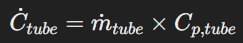 Ċ_tube = ṁ_tube × C_p,tube